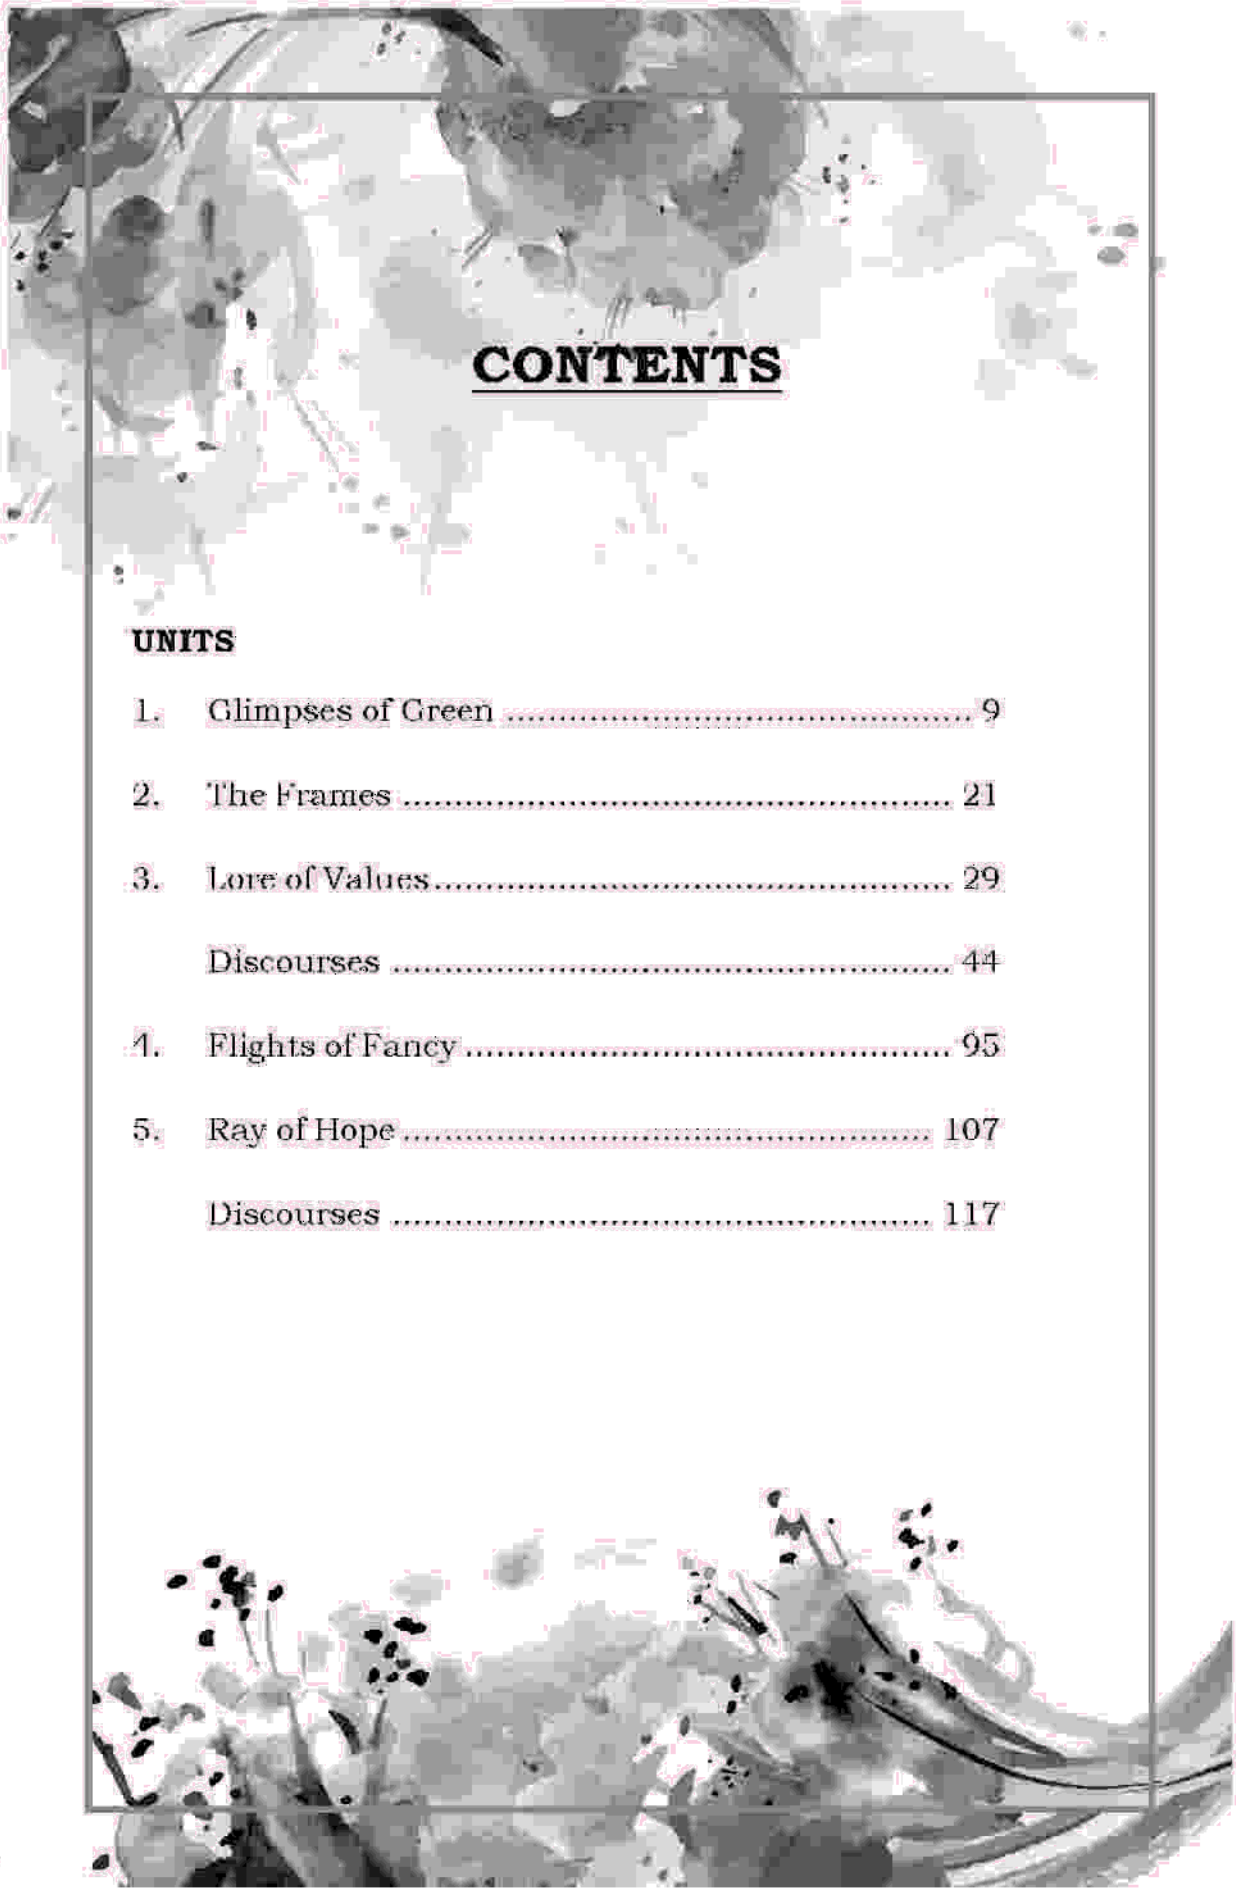 CONTENTS
UNITS
1. Glimpses of Green ............................................. 9
2. The Frames ..................................................... 21
3. Lore of Values.................................................. 29
Discourses ...................................................... 44
4. Flights of Fancy ............................................... 95
5. Ray of Hope ................................................... 107
Discourses .................................................... 117